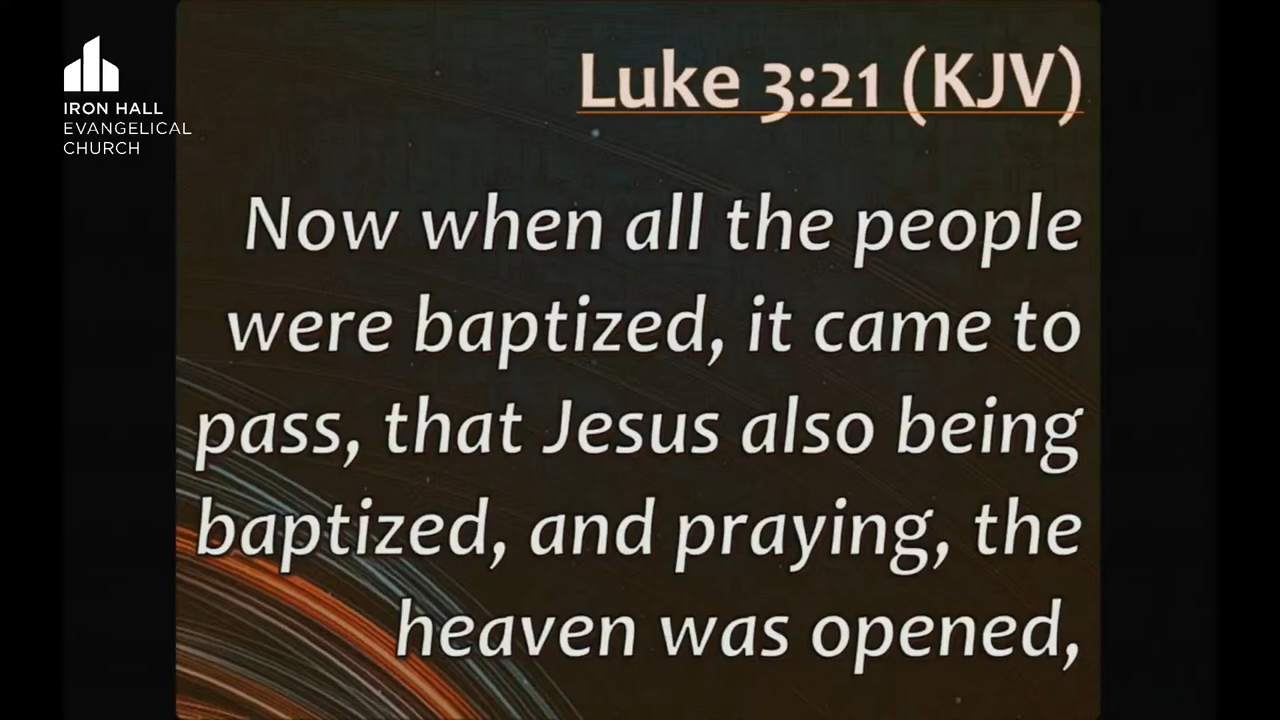 IRON HALL
EVANGELICAL
CHURCH
Luke 3:21 (KJV)
Now when all the people
were baptized, it came to
pass, that Jesus also being
baptized, and praying, the
heaven was opened,